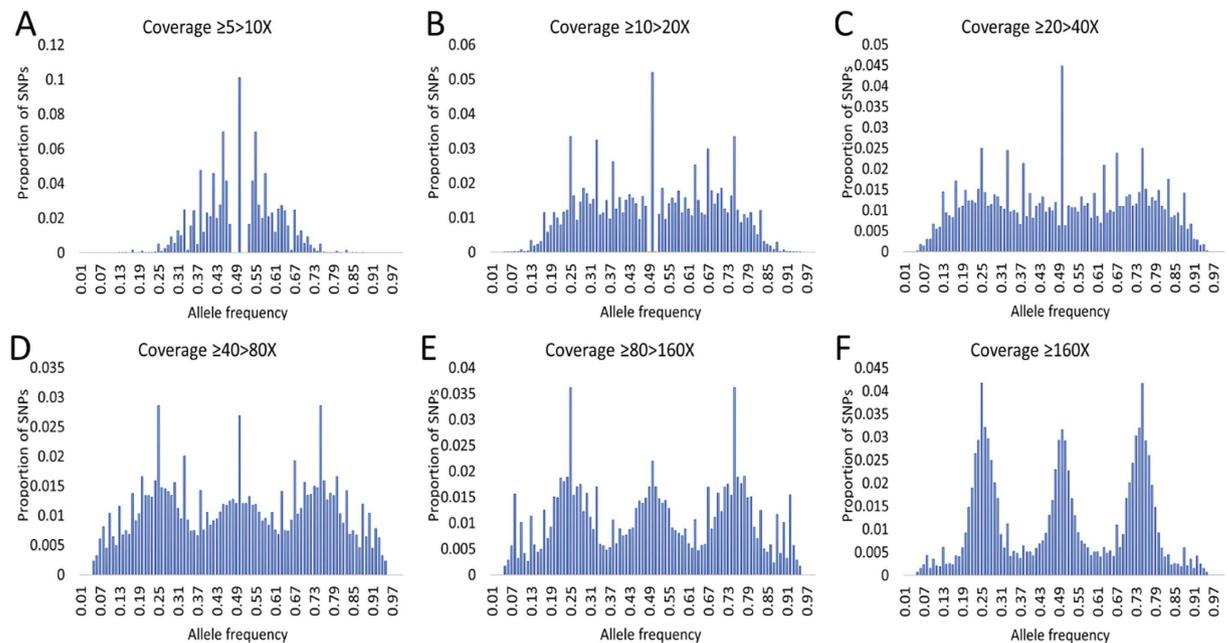 A
Coverage ≥5>10X
Proportion of SNPs
0.12
0.1
0.08
0.06
0.04
0.02
0
0.01 0.07 0.13 0.19 0.25 0.31 0.37 0.43 0.49 0.55 0.61 0.67 0.73 0.79 0.85 0.91 0.97
Allele frequency
B
Coverage ≥10>20X
Proportion of SNPs
0.06
0.05
0.04
0.03
0.02
0.01
0
0.01 0.07 0.13 0.19 0.25 0.31 0.37 0.43 0.49 0.55 0.61 0.67 0.73 0.79 0.85 0.91 0.97
Allele frequency
C
Coverage ≥20>40X
Proportion of SNPs
0.05
0.045
0.04
0.035
0.03
0.025
0.02
0.015
0.01
0.005
0
0.01 0.07 0.13 0.19 0.25 0.31 0.37 0.43 0.49 0.55 0.61 0.67 0.73 0.79 0.85 0.91 0.97
Allele frequency
D
Coverage ≥40>80X
Proportion of SNPs
0.035
0.03
0.025
0.02
0.015
0.01
0.005
0
0.01 0.07 0.13 0.19 0.25 0.31 0.37 0.43 0.49 0.55 0.61 0.67 0.73 0.79 0.85 0.91 0.97
Allele frequency
E
Coverage ≥80>160X
Proportion of SNPs
0.04
0.035
0.03
0.025
0.02
0.015
0.01
0.005
0
0.01 0.07 0.13 0.19 0.25 0.31 0.37 0.43 0.49 0.55 0.61 0.67 0.73 0.79 0.85 0.91 0.97
Allele frequency
F
Coverage ≥160X
Proportion of SNPs
0.045
0.04
0.035
0.03
0.025
0.02
0.015
0.01
0.005
0
0.01 0.07 0.13 0.19 0.25 0.31 0.37 0.43 0.49 0.55 0.61 0.67 0.73 0.79 0.85 0.91 0.97
Allele frequency